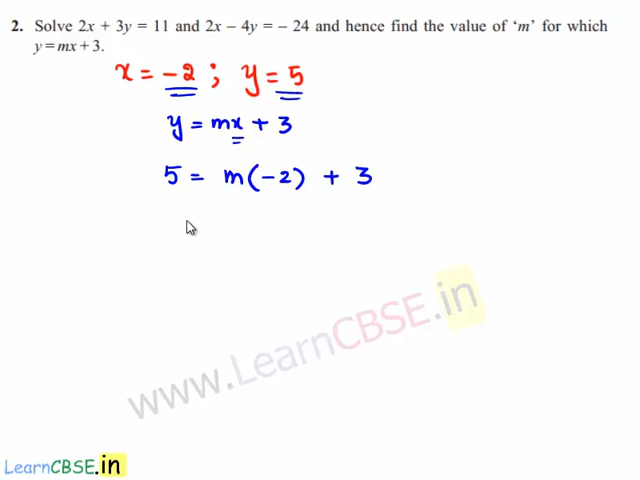 2. Solve 2x + 3y = 11 and 2x – 4y = – 24 and hence find the value of ‘m’ for which
y = mx + 3.
x = -2 ; y = 5
y = mx + 3
5 = m(-2) + 3
www.LearnCBSE.in
LearnCBSE.in